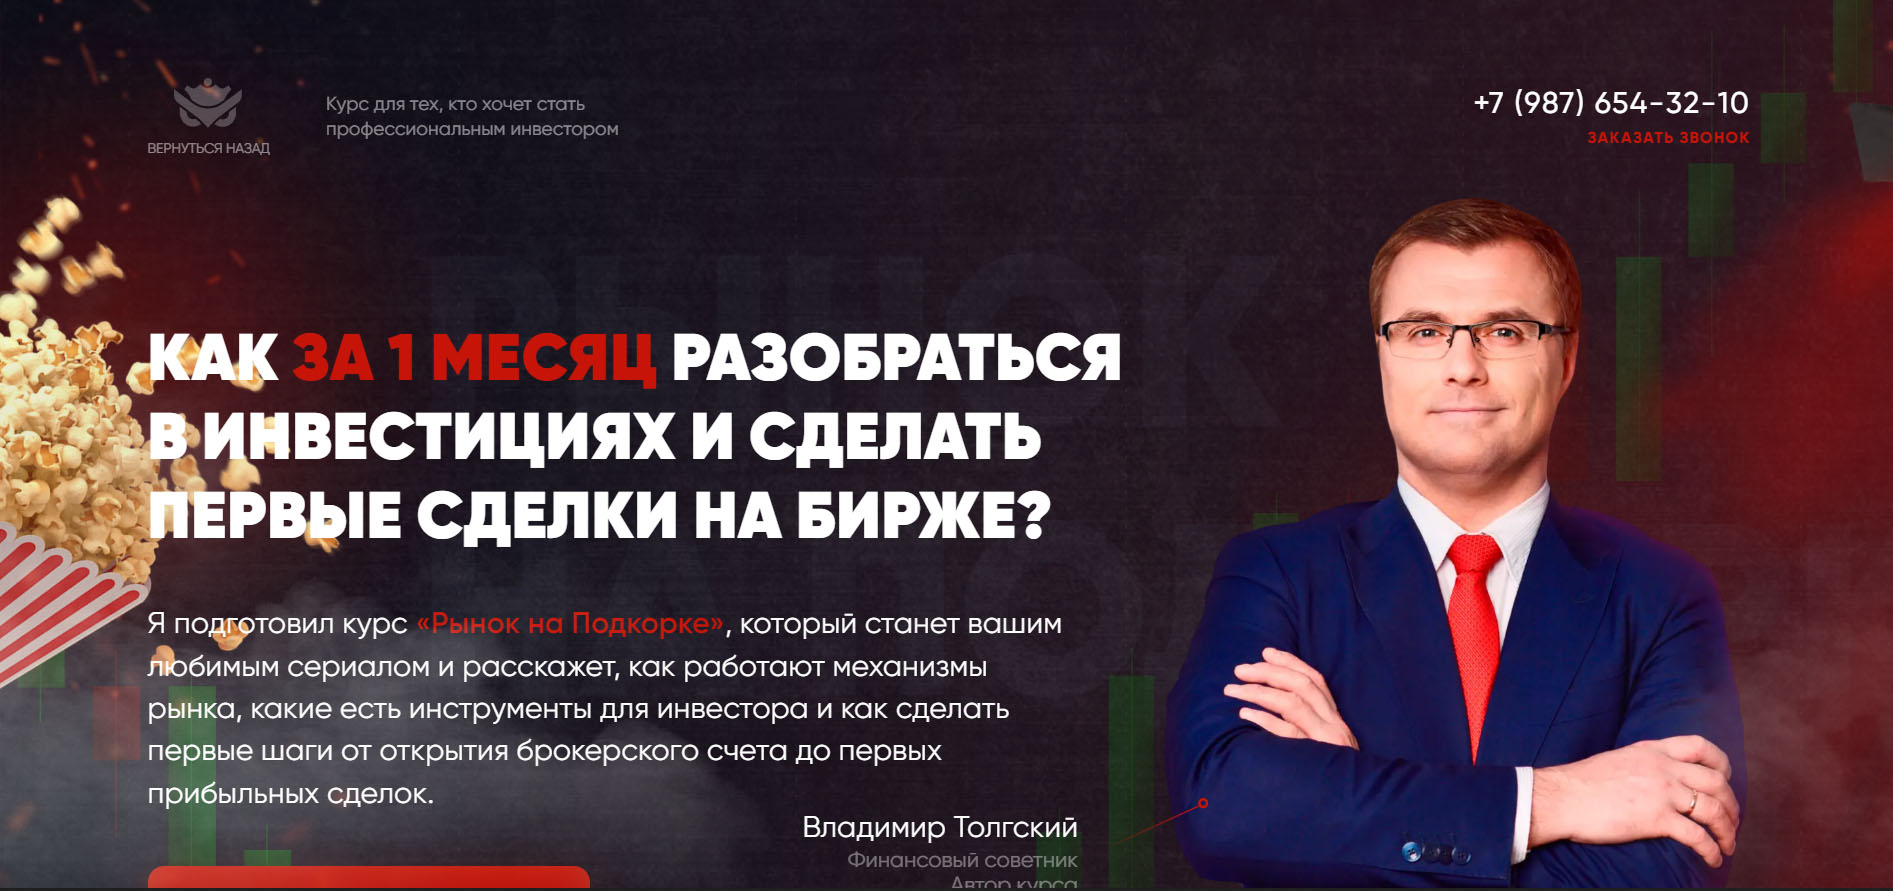 Курс для тех, кто хочет стать
профессиональным инвестором
ВЕРНУТЬСЯ НАЗАД
+7 (987) 654-32-10
ЗАКАЗАТЬ ЗВОНОК
РЫНОК
НА ПО
КАК ЗА 1 МЕСЯЦ РАЗОБРАТЬСЯ
В ИНВЕСТИЦИЯХ И СДЕЛАТЬ
ПЕРВЫЕ СДЕЛКИ НА БИРЖЕ?
Я подготовил курс «Рынок на Подкорке», который станет вашим
любимым сериалом и расскажет, как работают механизмы
рынка, какие есть инструменты для инвестора и как сделать
первые шаги от открытия брокерского счета до первых
прибыльных сделок.
Владимир Толгский
Финансовый советник
Автор курса